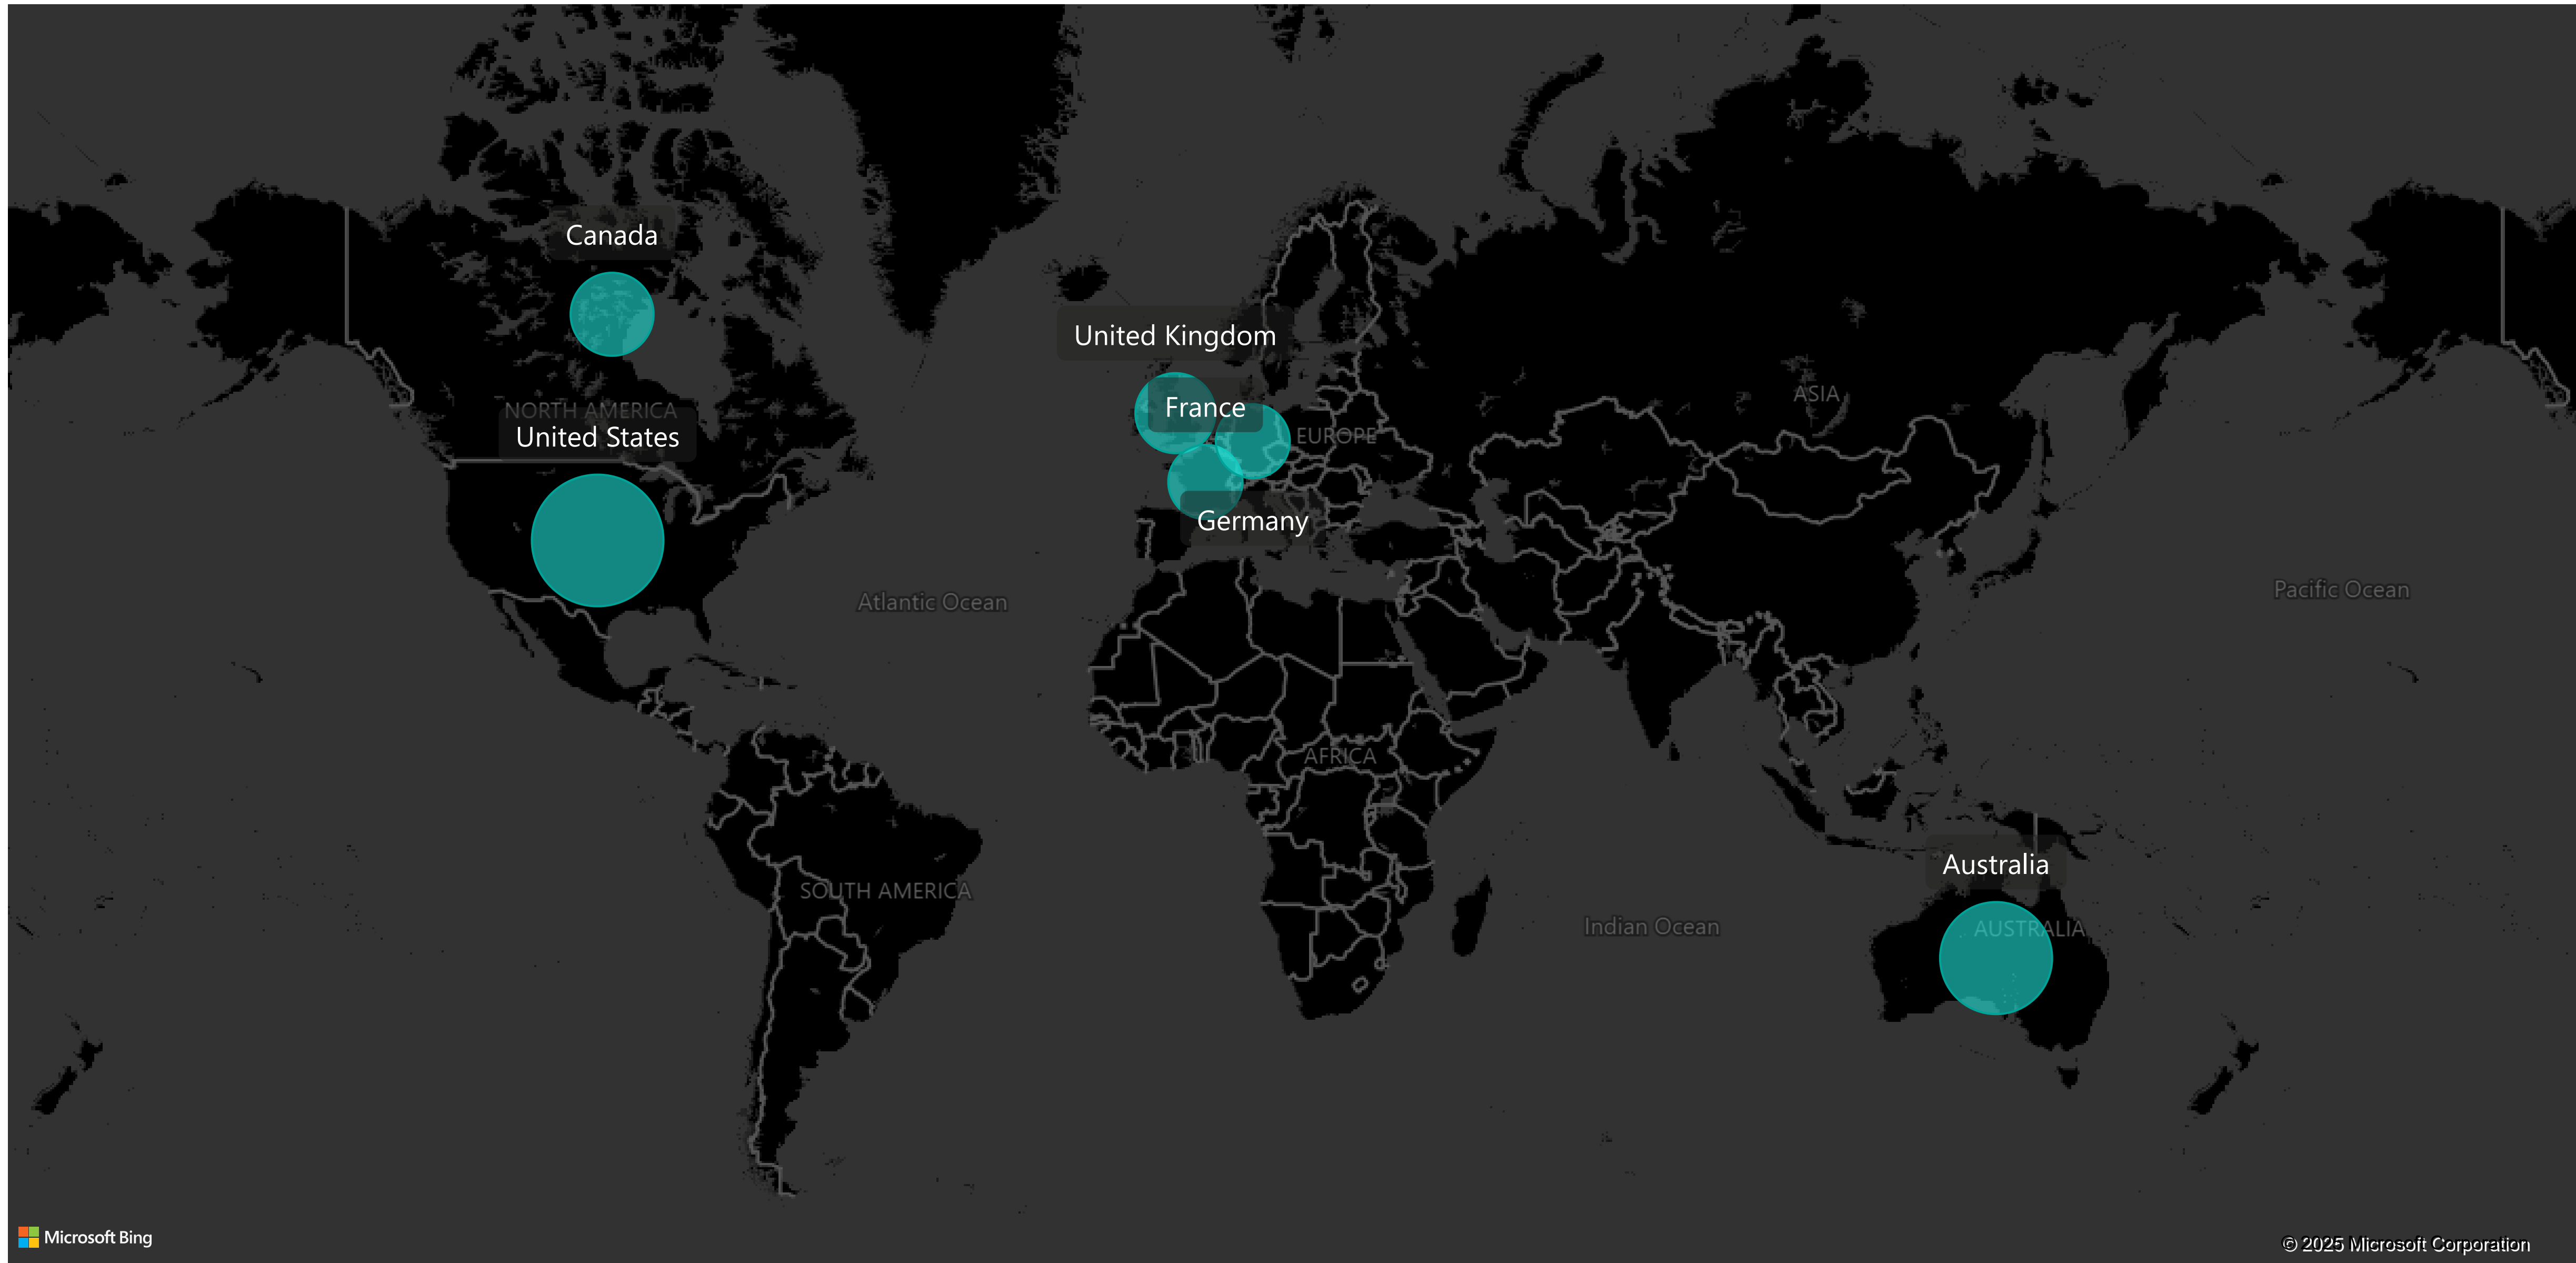 Canada
United Kingdom
ASIA
NORTH AMERICA
France
United States
EUROPE
Germany
Atlantic Ocean
Pacific Ocean
AFRICA
Australia
SOUTH AMERICA
Indian Ocean
AUSTRALIA
Microsoft Bing
© 2025 Microsoft Corporation